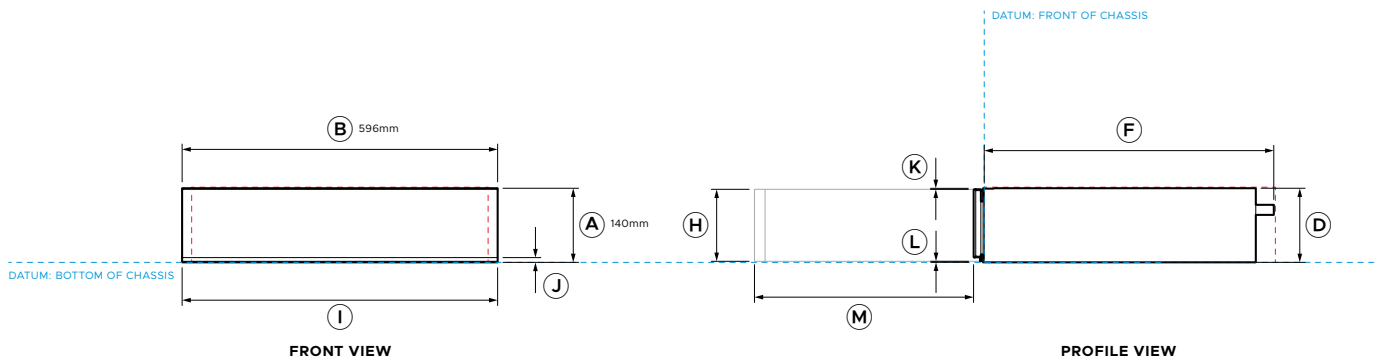 DATUM: FRONT OF CHASSIS
B 596mm
F
K
H
A 140mm
L
D
DATUM: BOTTOM OF CHASSIS
J
I
M
FRONT VIEW
PROFILE VIEW